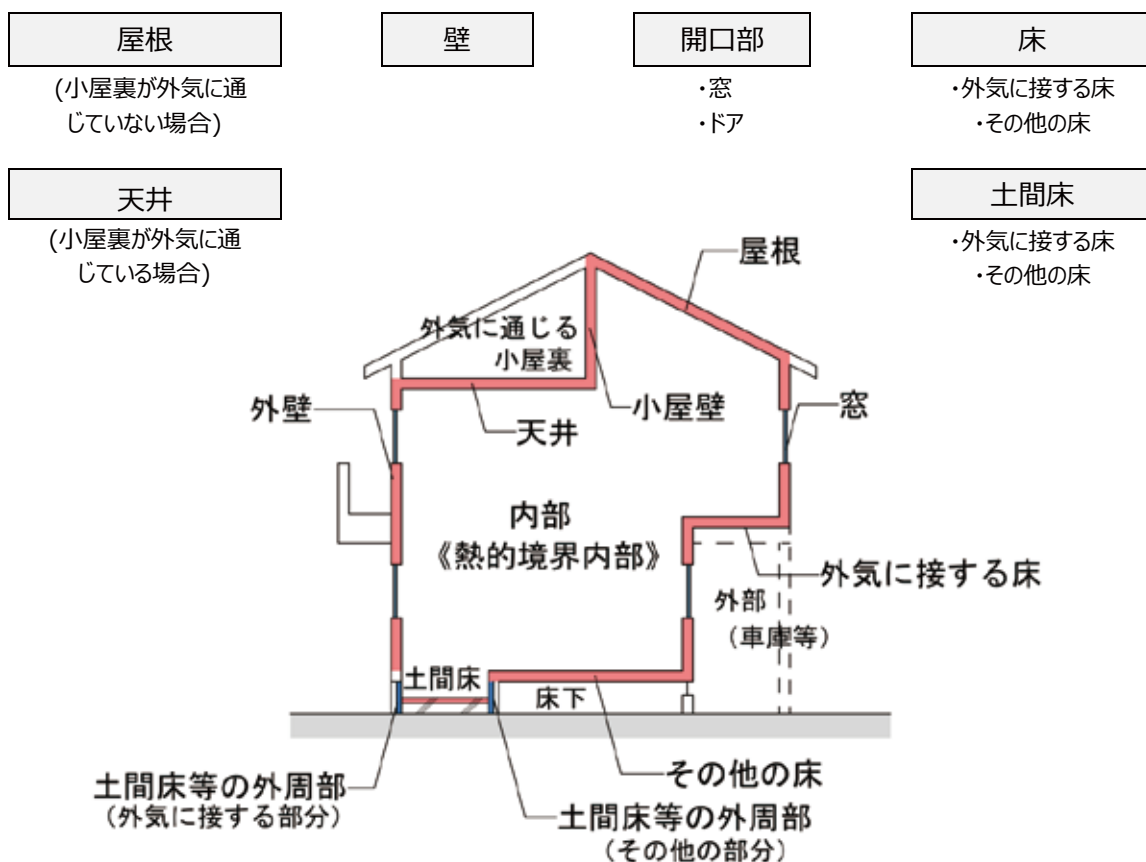 屋根
(小屋裏が外気に通
じていない場合)
壁
開口部
・窓
・ドア
床
・外気に接する床
・その他の床
天井
(小屋裏が外気に通
じている場合)
土間床
・外気に接する床
・その他の床
屋根
外気に通じる
小屋裏
外壁
天井
小屋壁
窓
内部
《熱的境界内部》
外気に接する床
外部
(車庫等)
土間床
床下
土間床等の外周部
(外気に接する部分)
その他の床
土間床等の外周部
(その他の部分)